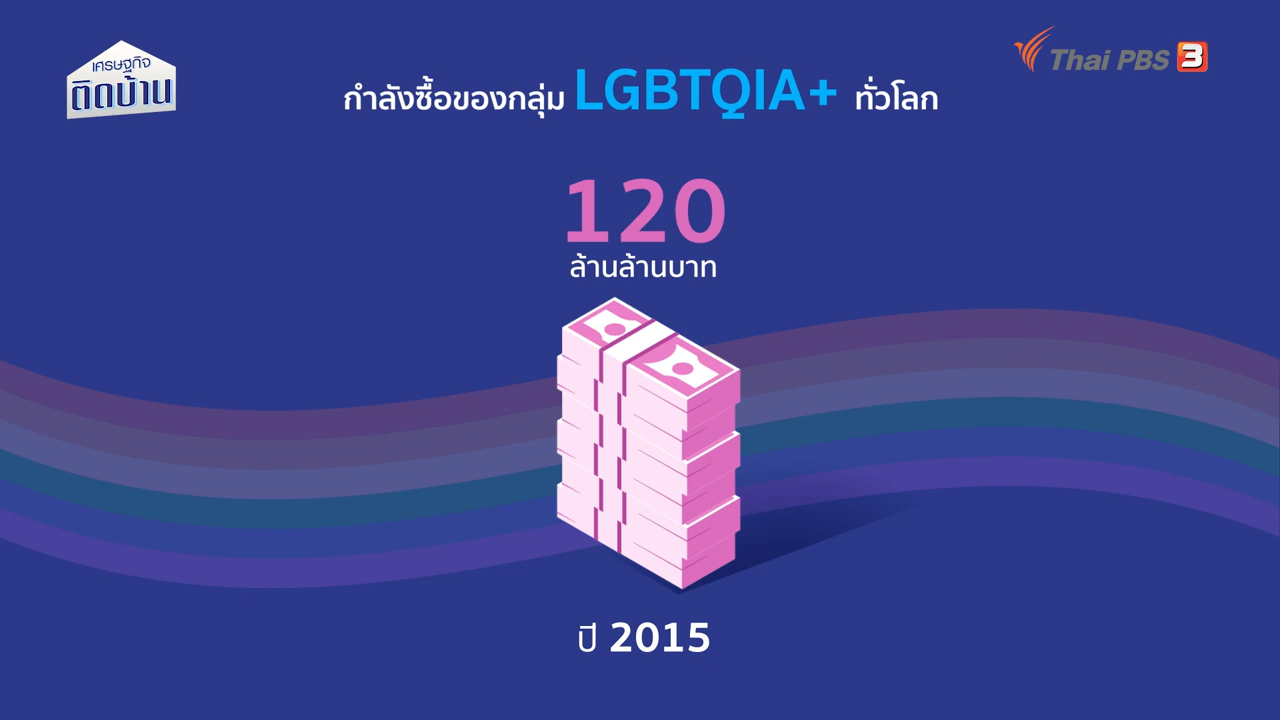 เศรษฐกิจ
ติดบ้าน
Thai PBS 3
กำลังซื้อของกลุ่ม LGBTQIA+ ทั่วโลก
120
ล้านล้านบาท
ปี 2015